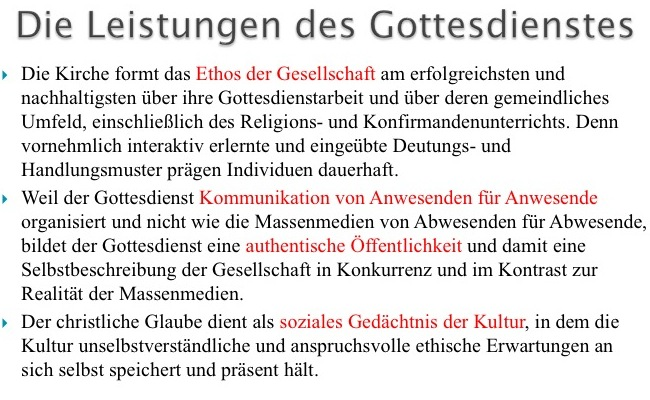 Die Leistungen des Gottesdienstes
Die Kirche formt das Ethos der Gesellschaft am erfolgreichsten und
nachhaltigsten über ihre Gottesdienstarbeit und über deren gemeindliches
Umfeld, einschließlich des Religions- und Konfirmandenunterrichts. Denn
vornehmlich interaktiv erlernte und eingeübte Deutungs- und
Handlungsmuster prägen Individuen dauerhaft.
Weil der Gottesdienst Kommunikation von Anwesenden für Anwesende
organisiert und nicht wie die Massenmedien von Abwesenden für Abwesende,
bildet der Gottesdienst eine authentische Öffentlichkeit und damit eine
Selbstbeschreibung der Gesellschaft in Konkurrenz und im Kontrast zur
Realität der Massenmedien.
Der christliche Glaube dient als soziales Gedächtnis der Kultur, in dem die
Kultur unselbstverständliche und anspruchsvolle ethische Erwartungen an
sich selbst speichert und präsent hält.